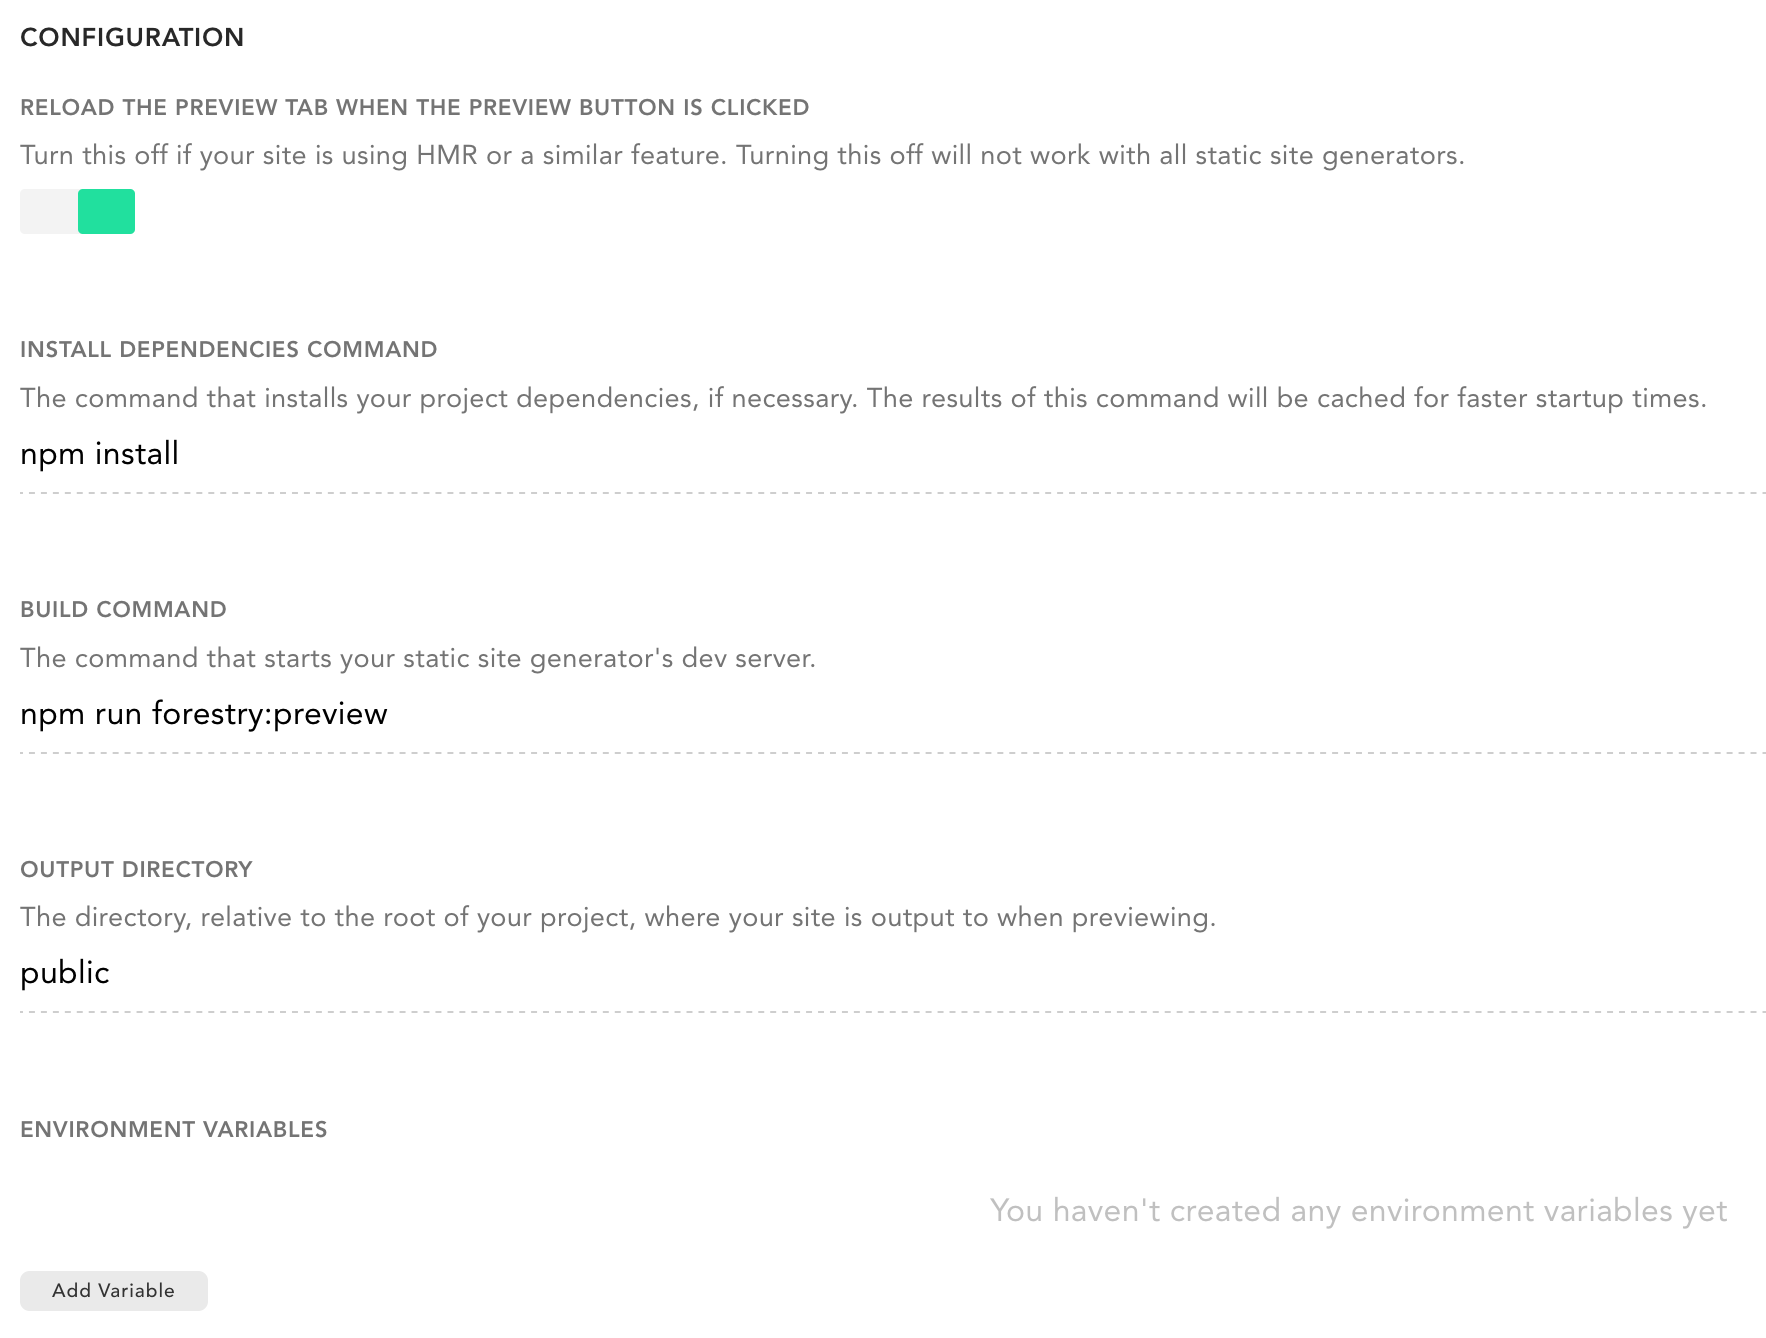 CONFIGURATION
RELOAD THE PREVIEW TAB WHEN THE PREVIEW BUTTON IS CLICKED
Turn this off if your site is using HMR or a similar feature. Turning this off will not work with all static site generators.
INSTALL DEPENDENCIES COMMAND
The command that installs your project dependencies, if necessary. The results of this command will be cached for faster startup times.
npm install
BUILD COMMAND
The command that starts your static site generator's dev server.
npm run forestry:preview
OUTPUT DIRECTORY
The directory, relative to the root of your project, where your site is output to when previewing.
public
ENVIRONMENT VARIABLES
You haven't created any environment variables yet
Add Variable